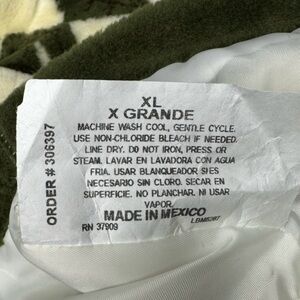 XL
X GRANDE
MACHINE WASH COOL, GENTLE CYCLE.
USE NON-CHLORIDE BLEACH IF NEEDED.
LINE DRY. DO NOT IRON, PRESS, OR
STEAM. LAVAR EN LAVADORA CON AGUA
FRIA. USAR BLANQUEADOR SI ES
NECESARIO SIN CLORO. SECAR EN
SUPERFICIE. NO PLANCHAR, NI USAR
VAPOR.
MADE IN MEXICO
RN 37909
ORDER # 306397